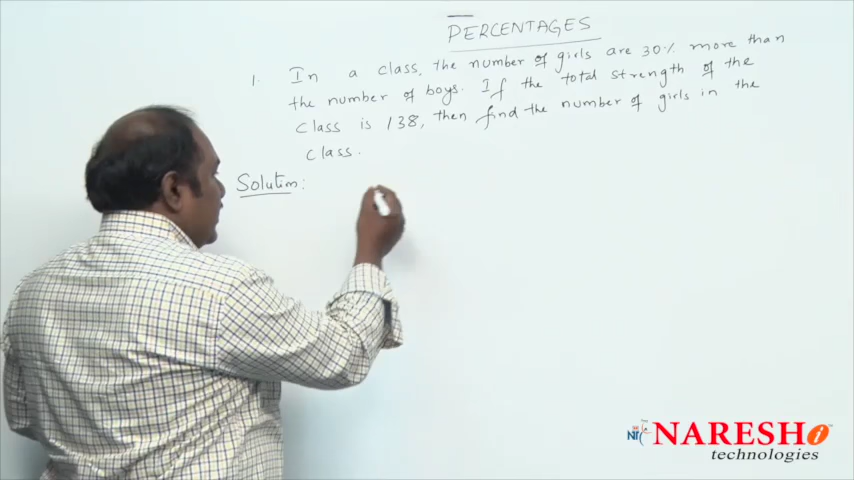 PERCENTAGES
1. In a class, the number of girls are 30% more than
the number of boys. If the total strength of the
class is 138, then find the number of girls in the
class.
Solution:
NARESH i
technologies